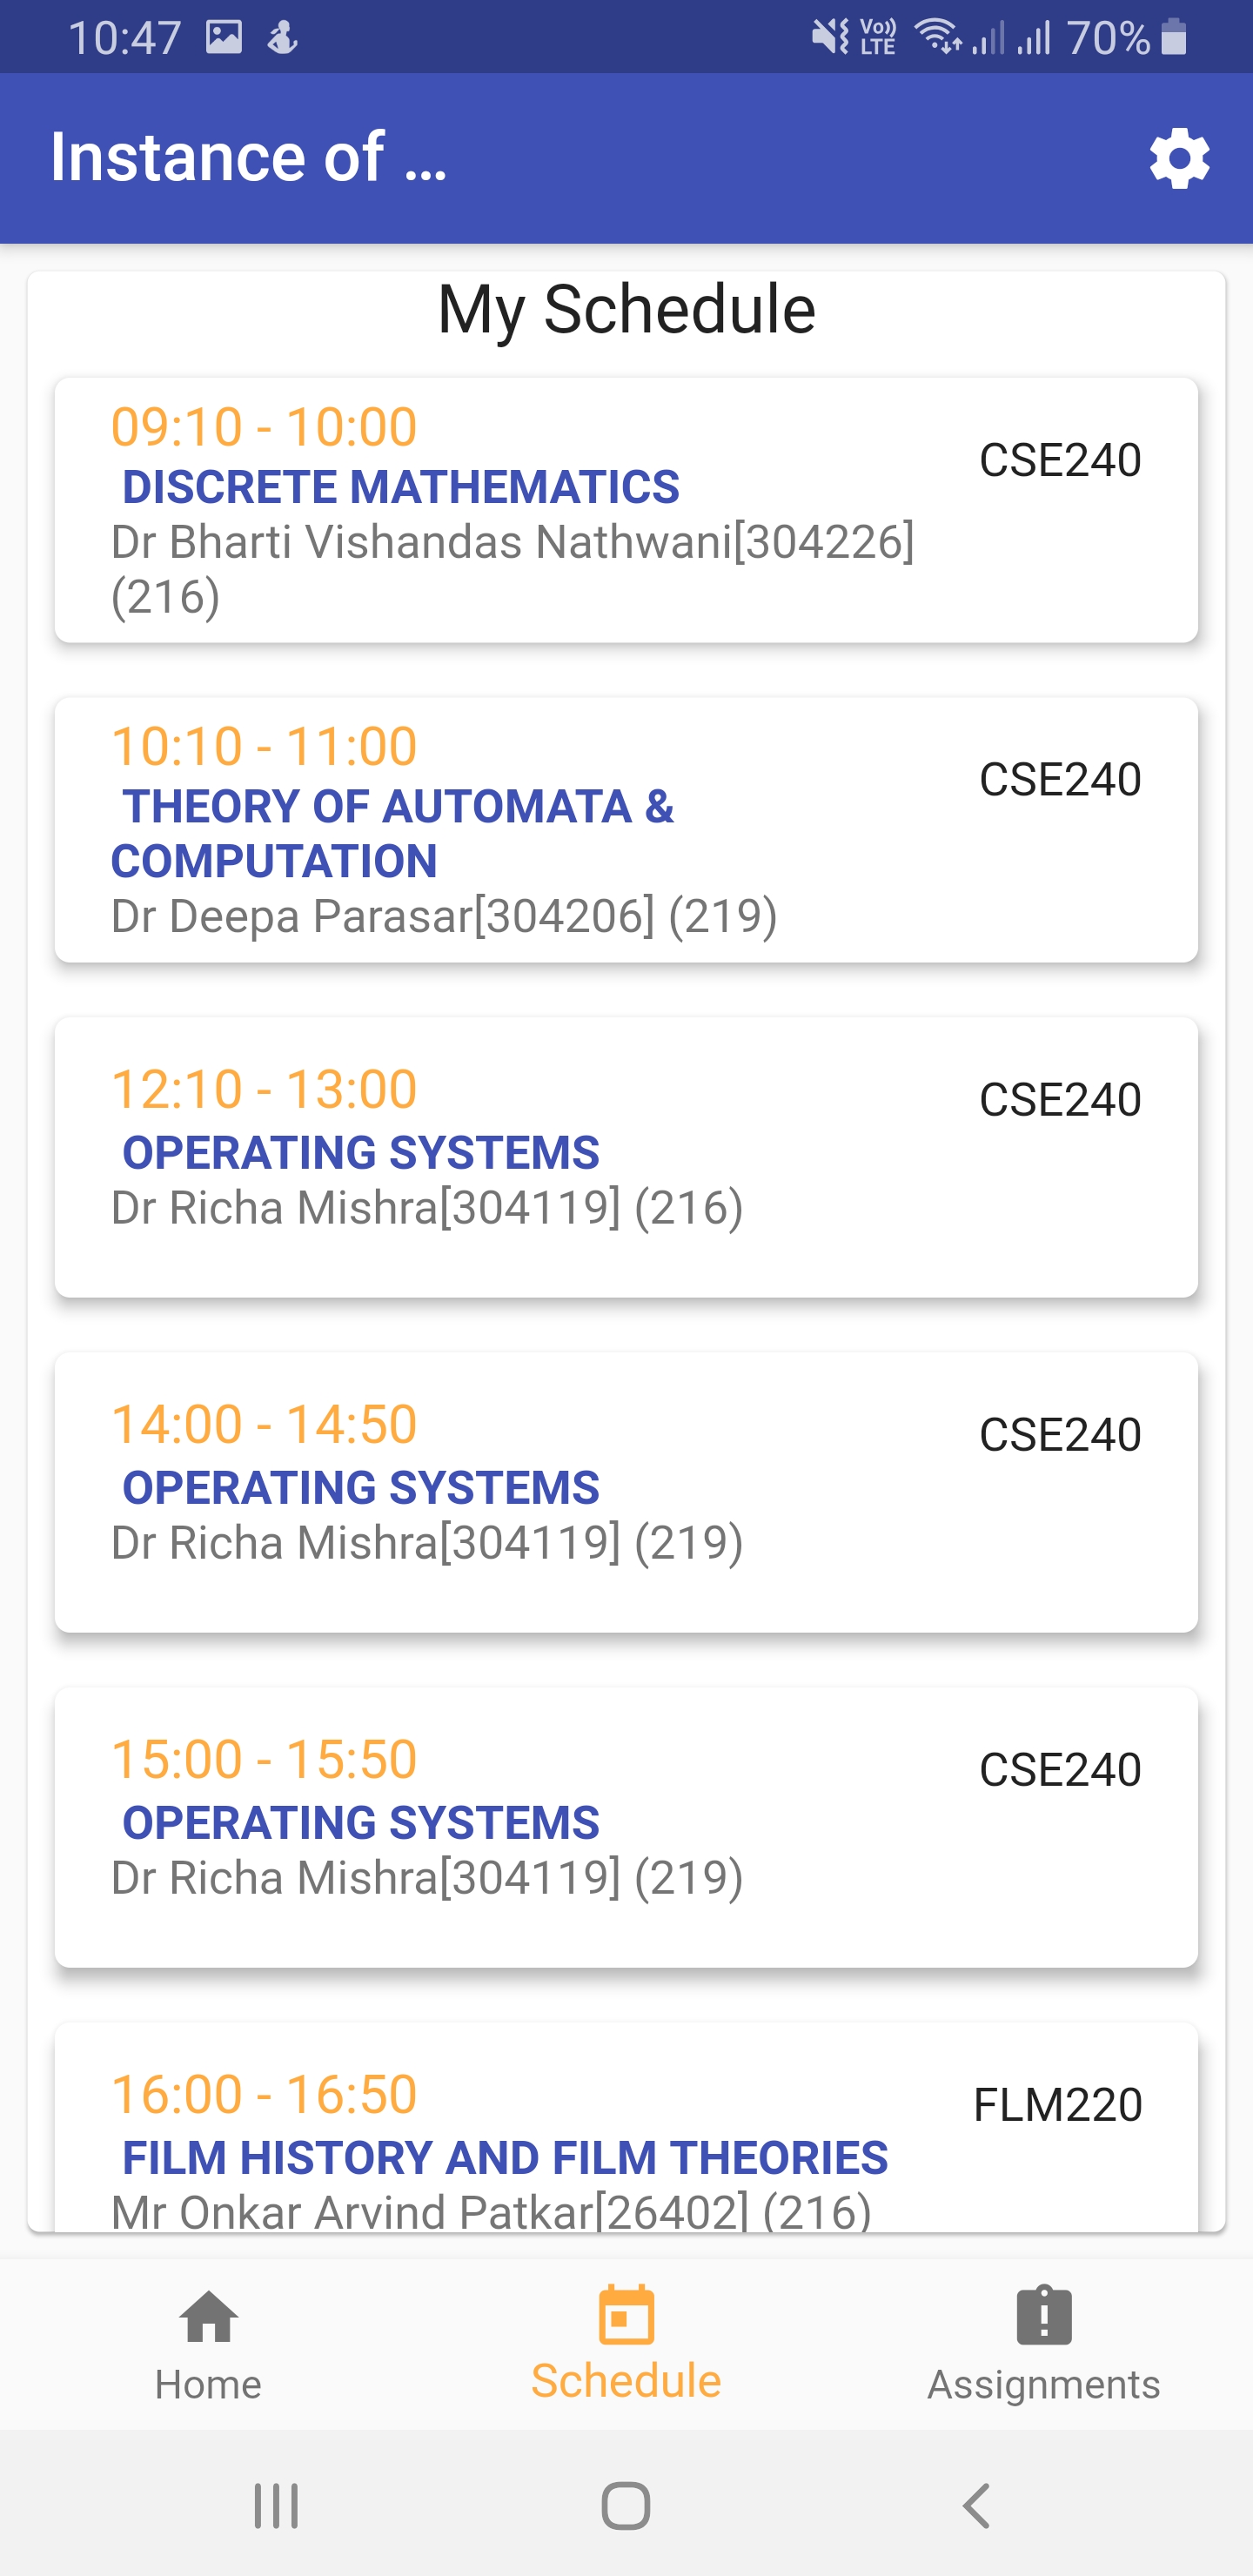 10:47 Vo)) LTE 70%
Instance of ...
My Schedule
09:10 - 10:00
CSE240
DISCRETE MATHEMATICS
Dr Bharti Vishandas Nathwani[304226]
(216)
10:10 - 11:00
CSE240
THEORY OF AUTOMATA &
COMPUTATION
Dr Deepa Parasar[304206] (219)
12:10 - 13:00
CSE240
OPERATING SYSTEMS
Dr Richa Mishra[304119] (216)
14:00 - 14:50
CSE240
OPERATING SYSTEMS
Dr Richa Mishra[304119] (219)
15:00 - 15:50
CSE240
OPERATING SYSTEMS
Dr Richa Mishra[304119] (219)
16:00 - 16:50
FLM220
FILM HISTORY AND FILM THEORIES
Mr Onkar Arvind Patkar[26402] (216)
Home
Schedule
Assignments